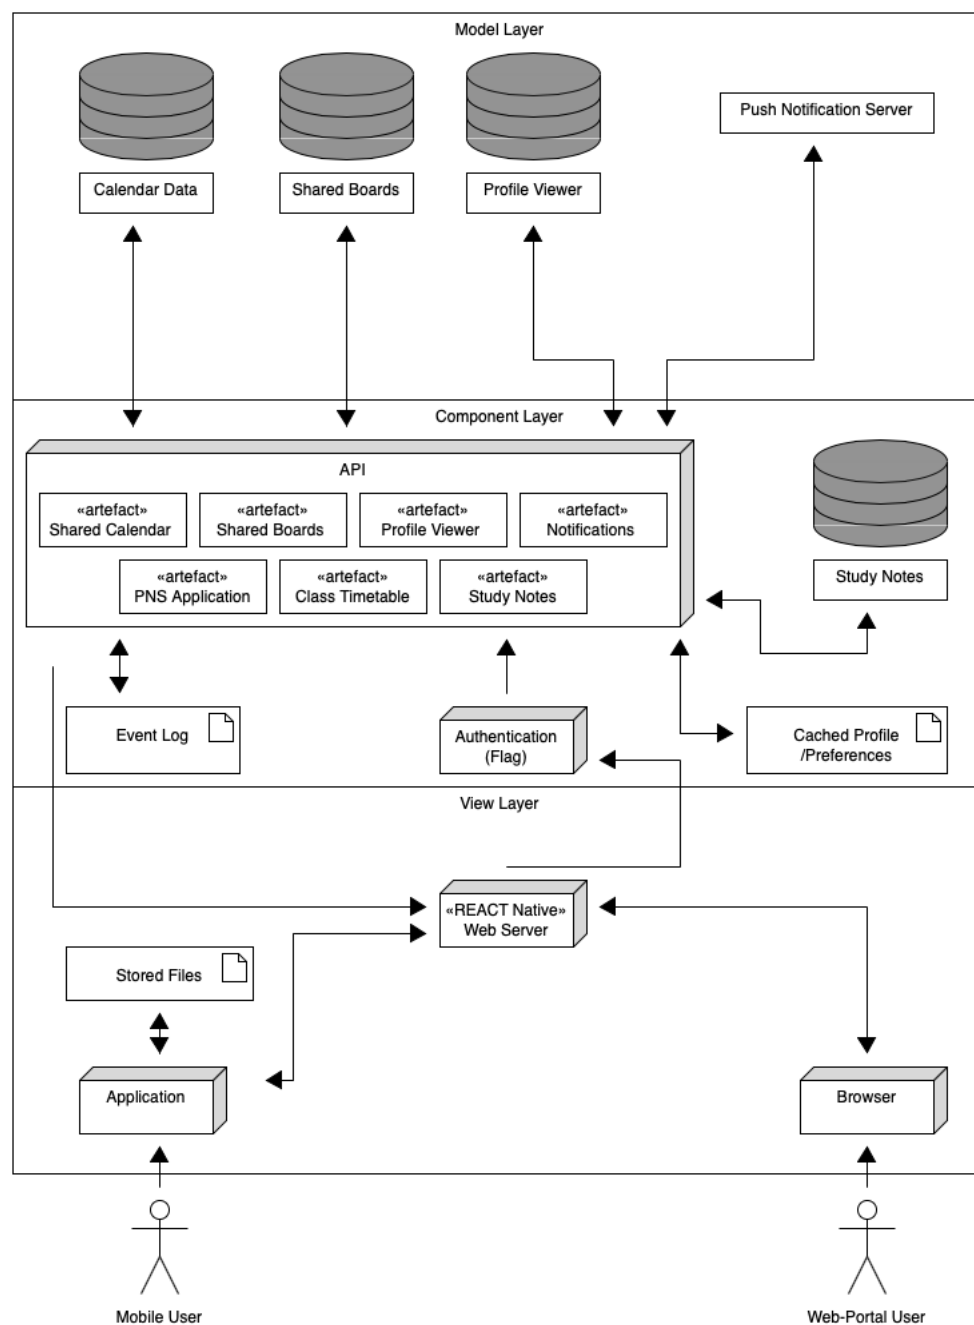 Model Layer
Push Notification Server
Calendar Data
Shared Boards
Profile Viewer
Component Layer
API
«artefact»
Shared Calendar
«artefact»
Shared Boards
«artefact»
Profile Viewer
«artefact»
Notifications
«artefact»
PNS Application
«artefact»
Class Timetable
«artefact»
Study Notes
Study Notes
Event Log
Authentication
(Flag)
Cached Profile
/Preferences
View Layer
«REACT Native»
Web Server
Stored Files
Application
Browser
Mobile User
Web-Portal User